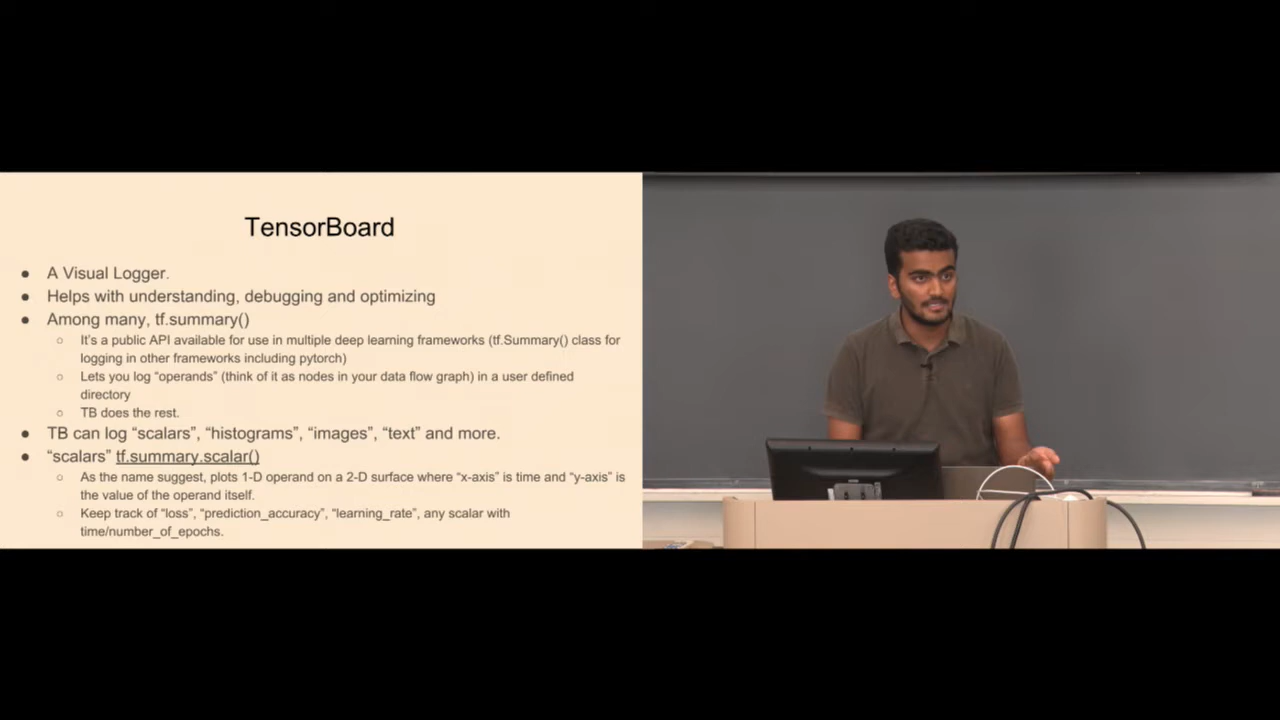 TensorBoard
● A Visual Logger.
● Helps with understanding, debugging and optimizing
● Among many, tf.summary()
○ It's a public API available for use in multiple deep learning frameworks (tf.Summary() class for
logging in other frameworks including pytorch)
○ Lets you log “operands” (think of it as nodes in your data flow graph) in a user defined
directory
○ TB does the rest.
● TB can log “scalars”, “histograms”, “images”, “text” and more.
● “scalars” tf.summary.scalar()
○ As the name suggest, plots 1-D operand on a 2-D surface where “x-axis” is time and “y-axis” is
the value of the operand itself.
○ Keep track of “loss”, “prediction_accuracy”, “learning_rate”, any scalar with
time/number_of_epochs.